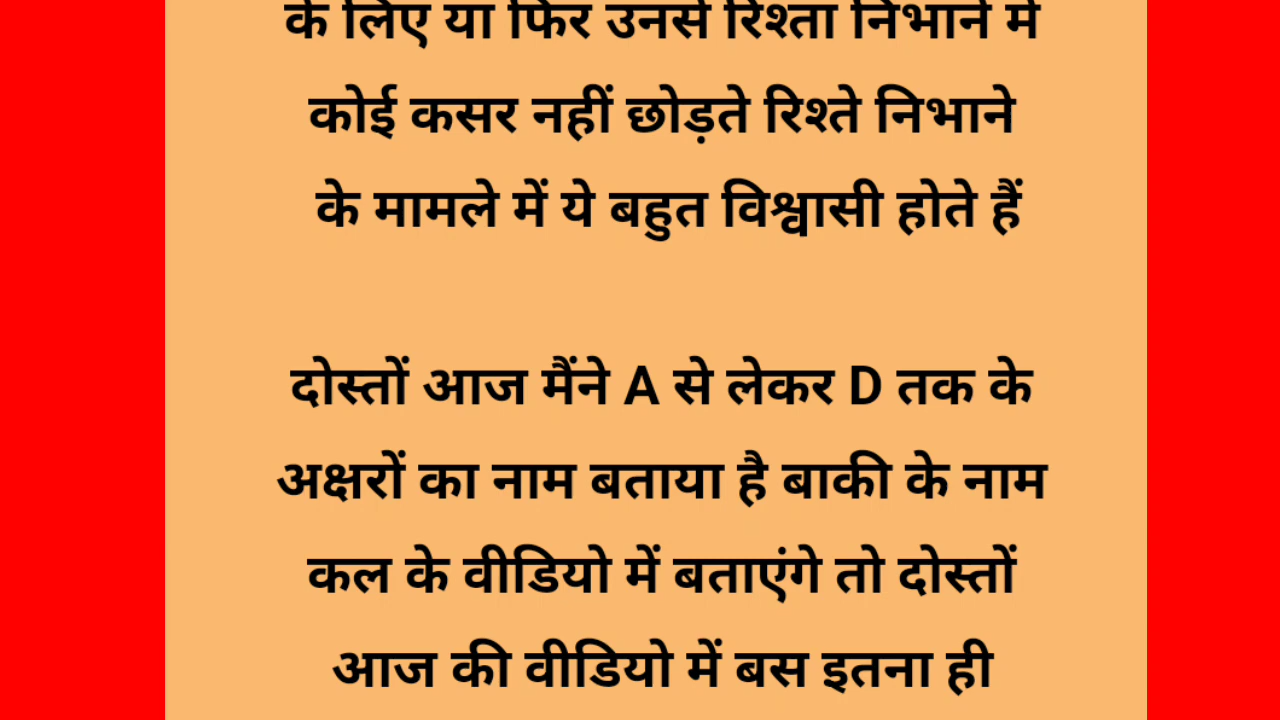 के लिए या फिर उनसे रिश्ता निभाने में
कोई कसर नहीं छोड़ते रिश्ते निभाने
के मामले में ये बहुत विश्वासी होते हैं
दोस्तों आज मैंने A से लेकर D तक के
अक्षरों का नाम बताया है बाकी के नाम
कल के वीडियो में बताएंगे तो दोस्तों
आज की वीडियो में बस इतना ही